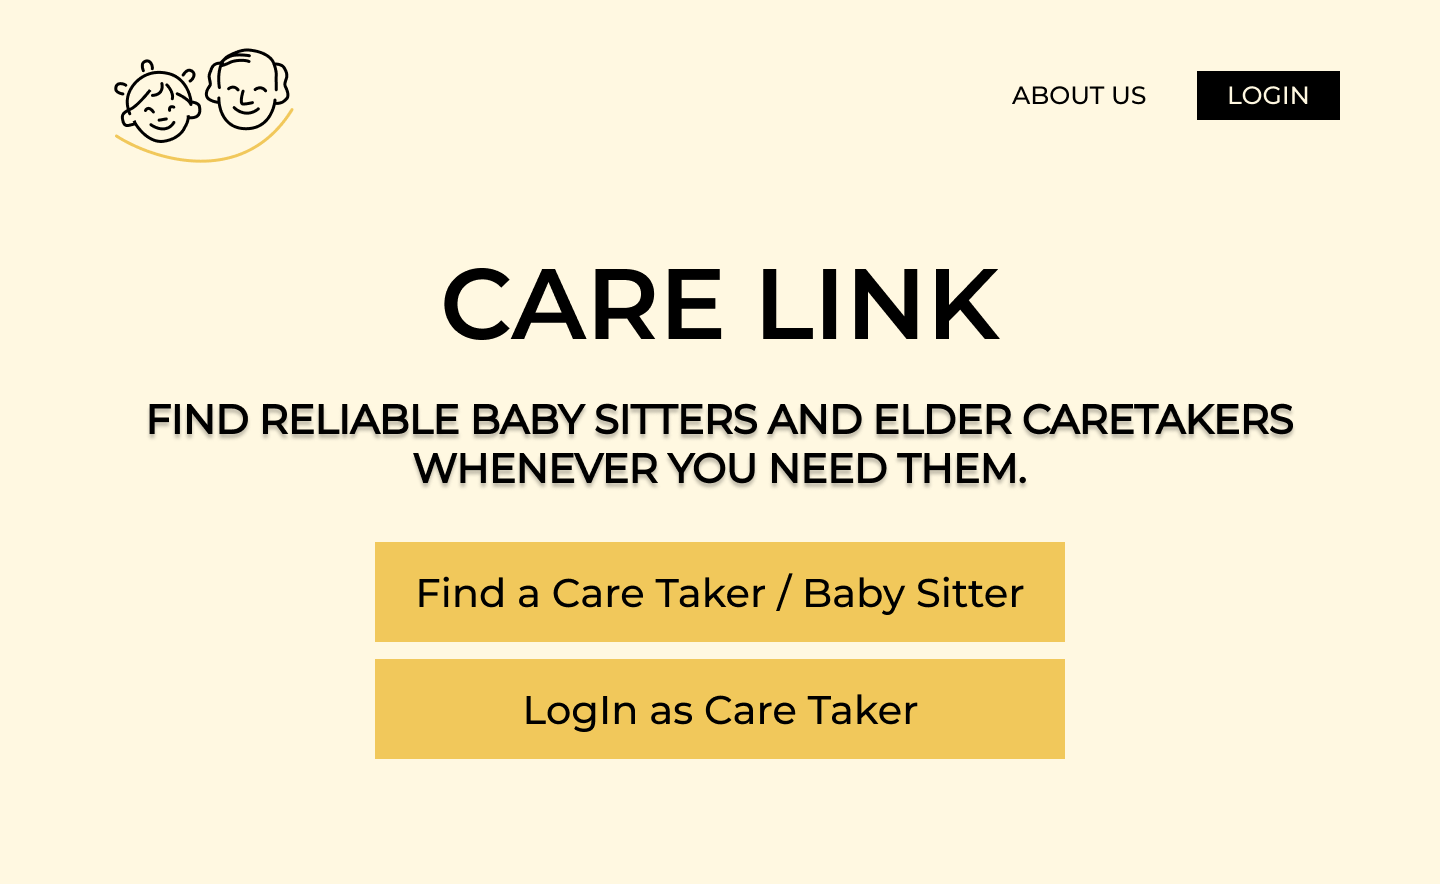 ABOUT US
LOGIN
CARE LINK
FIND RELIABLE BABY SITTERS AND ELDER CARETAKERS
WHENEVER YOU NEED THEM.
Find a Care Taker / Baby Sitter
LogIn as Care Taker